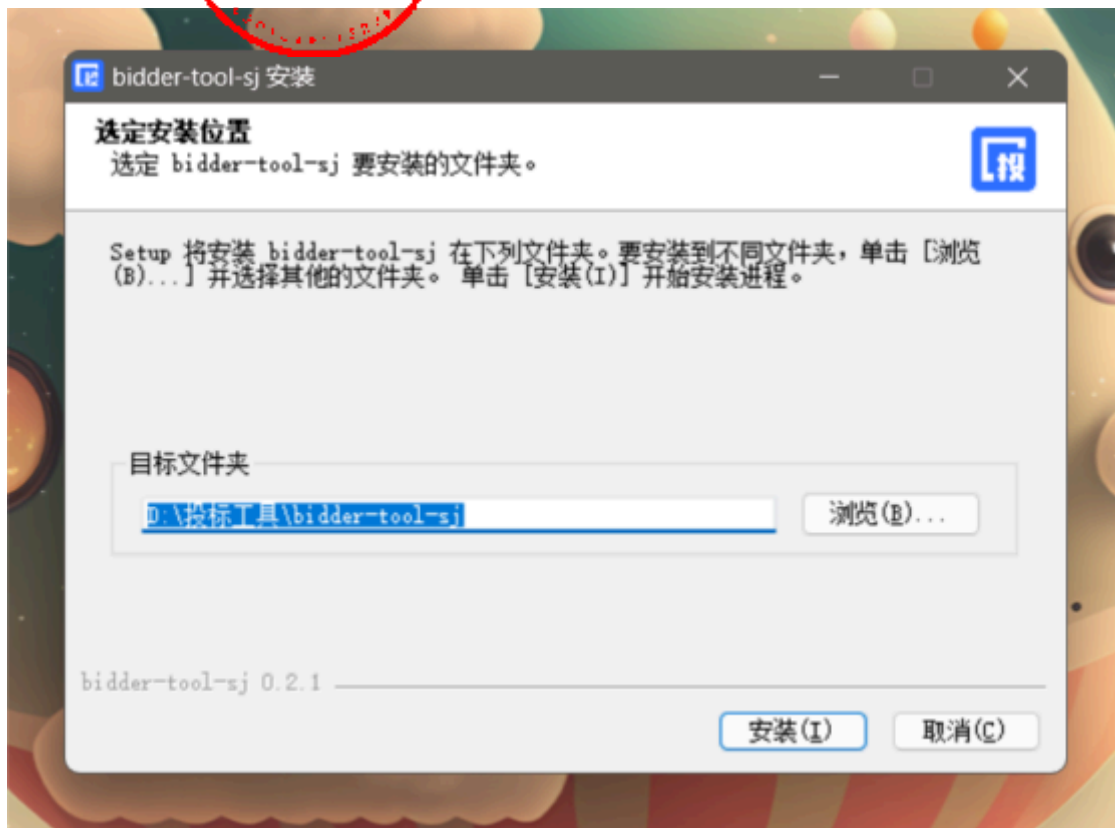 bidder-tool-sj 安装
选定安装位置
选定 bidder-tool-sj 要安装的文件夹。
投
Setup 将安装 bidder-tool-sj 在下列文件夹。要安装到不同文件夹，单击 [浏览
(B)...] 并选择其他的文件夹。 单击 [安装(I)] 开始安装进程。
目标文件夹
D:\投标工具\bidder-tool-sj
浏览(B)...
bidder-tool-sj 0.2.1
安装(I)
取消(C)